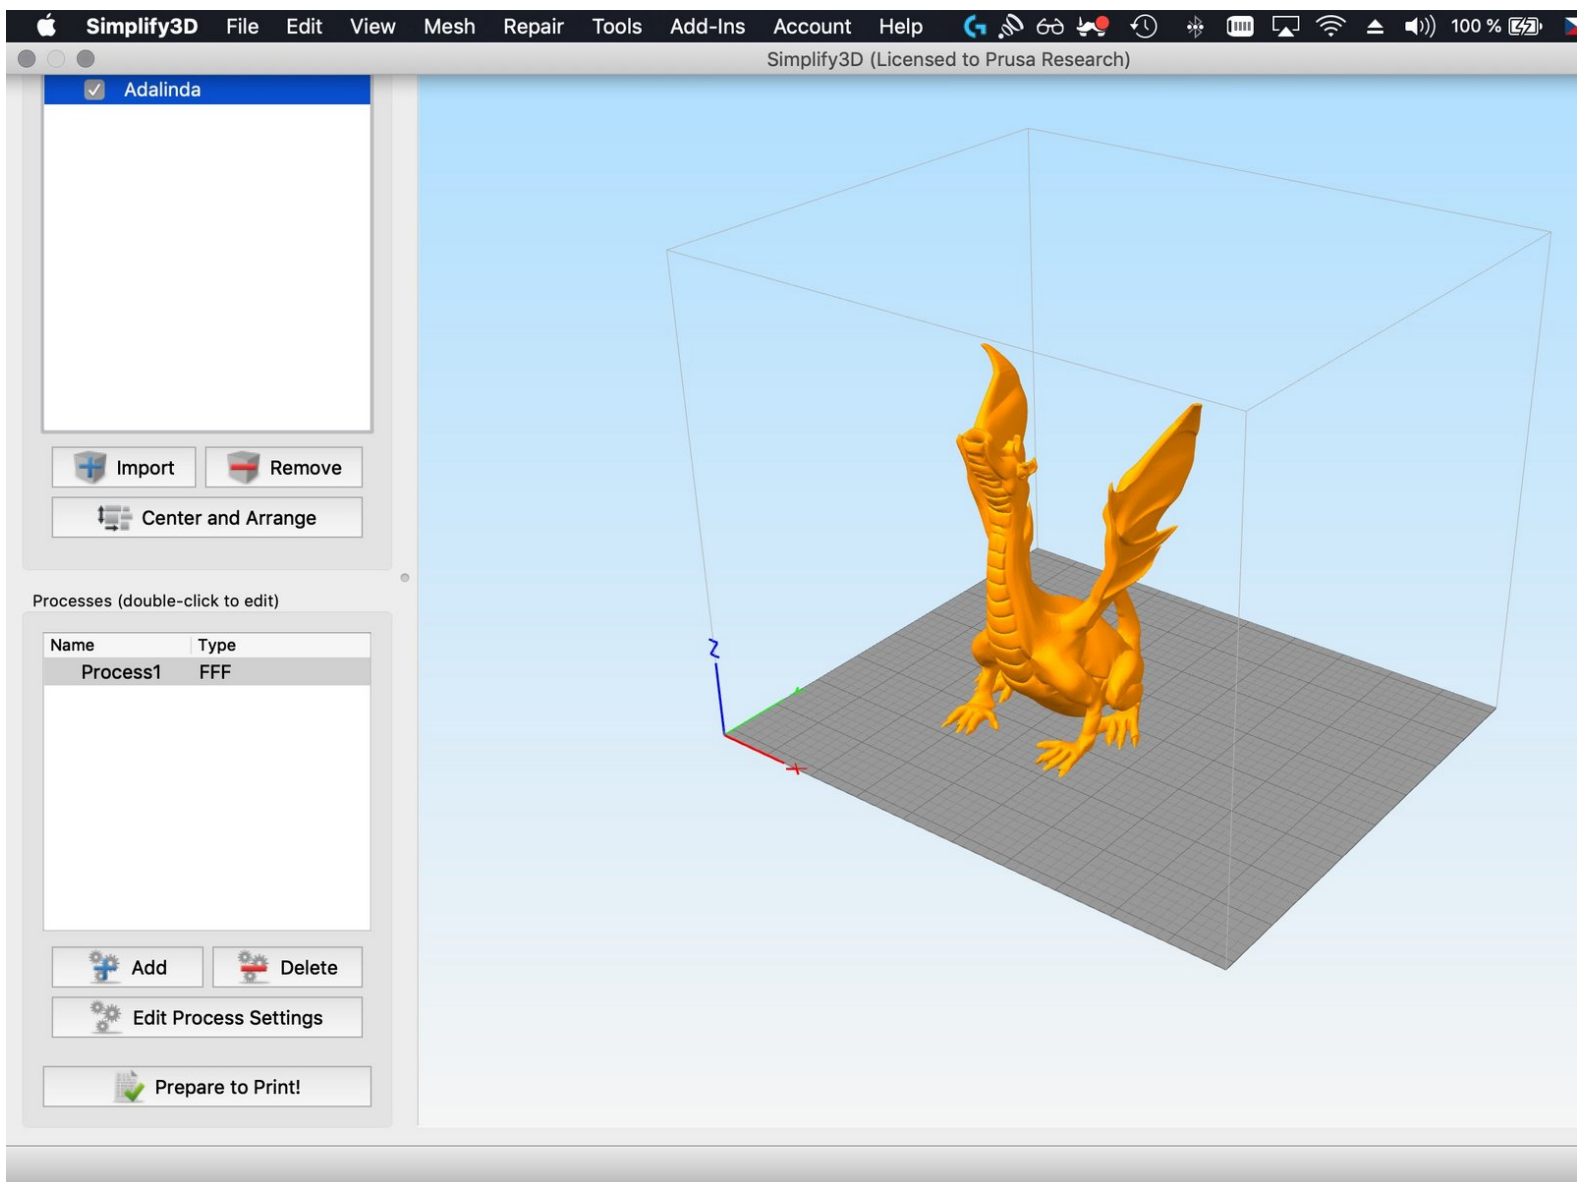 Simplify3D File Edit View Mesh Repair Tools Add-Ins Account Help 100 %
Simplify3D (Licensed to Prusa Research)
Adalinda
Import Remove
Center and Arrange
Processes (double-click to edit)
Name Type
Process1 FFF
Add Delete
Edit Process Settings
Prepare to Print!
Z
X